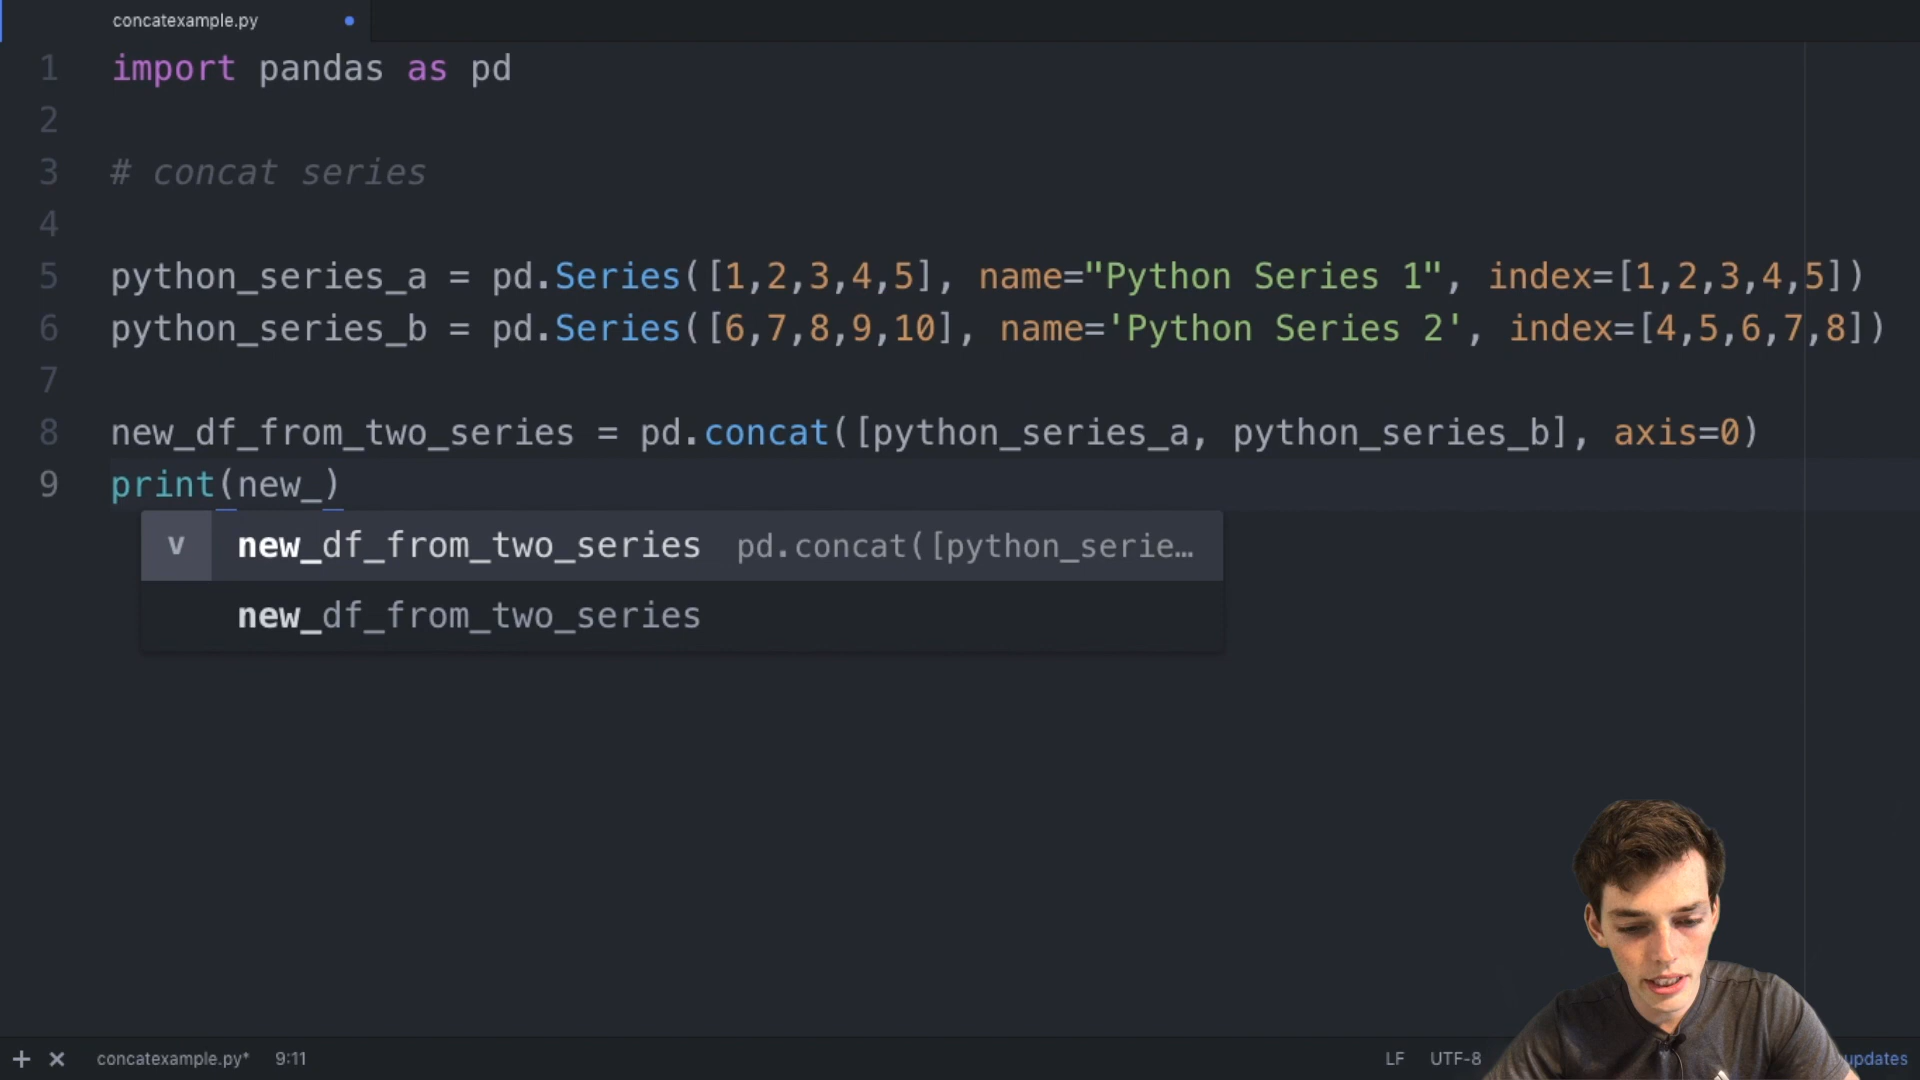 concatexample.py
1 import pandas as pd
2
3 # concat series
4
5 python_series_a = pd.Series([1,2,3,4,5], name="Python Series 1", index=[1,2,3,4,5])
6 python_series_b = pd.Series([6,7,8,9,10], name='Python Series 2', index=[4,5,6,7,8])
7
8 new_df_from_two_series = pd.concat([python_series_a, python_series_b], axis=0)
9 print(new_)
v new_df_from_two_series pd.concat([python_serie…
new_df_from_two_series
+ × concatexample.py* 9:11 LF UTF-8 updates